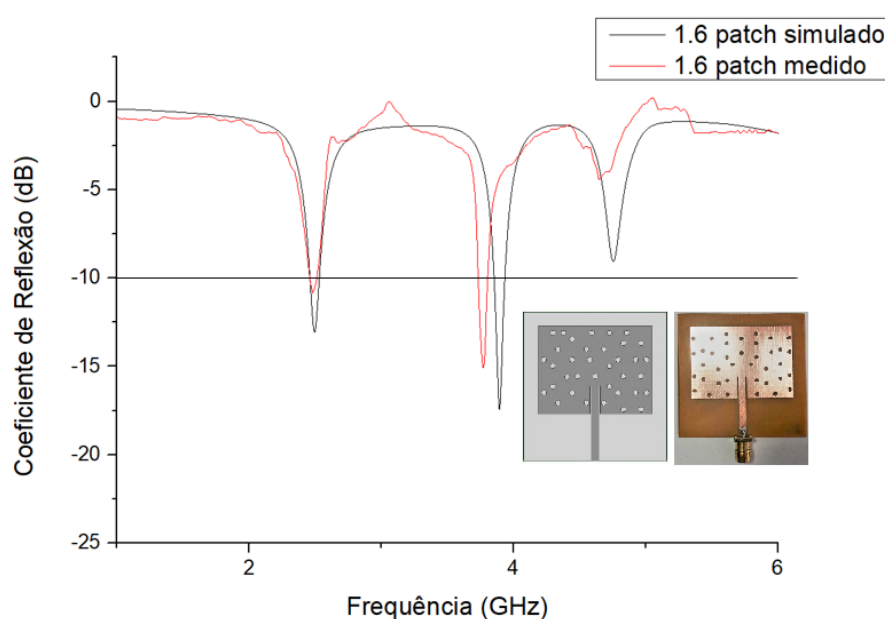 1.6 patch simulado
1.6 patch medido
0
-5
-10
-15
-20
-25
2
4
6
Coeficiente de Reflexão (dB)
Frequência (GHz)